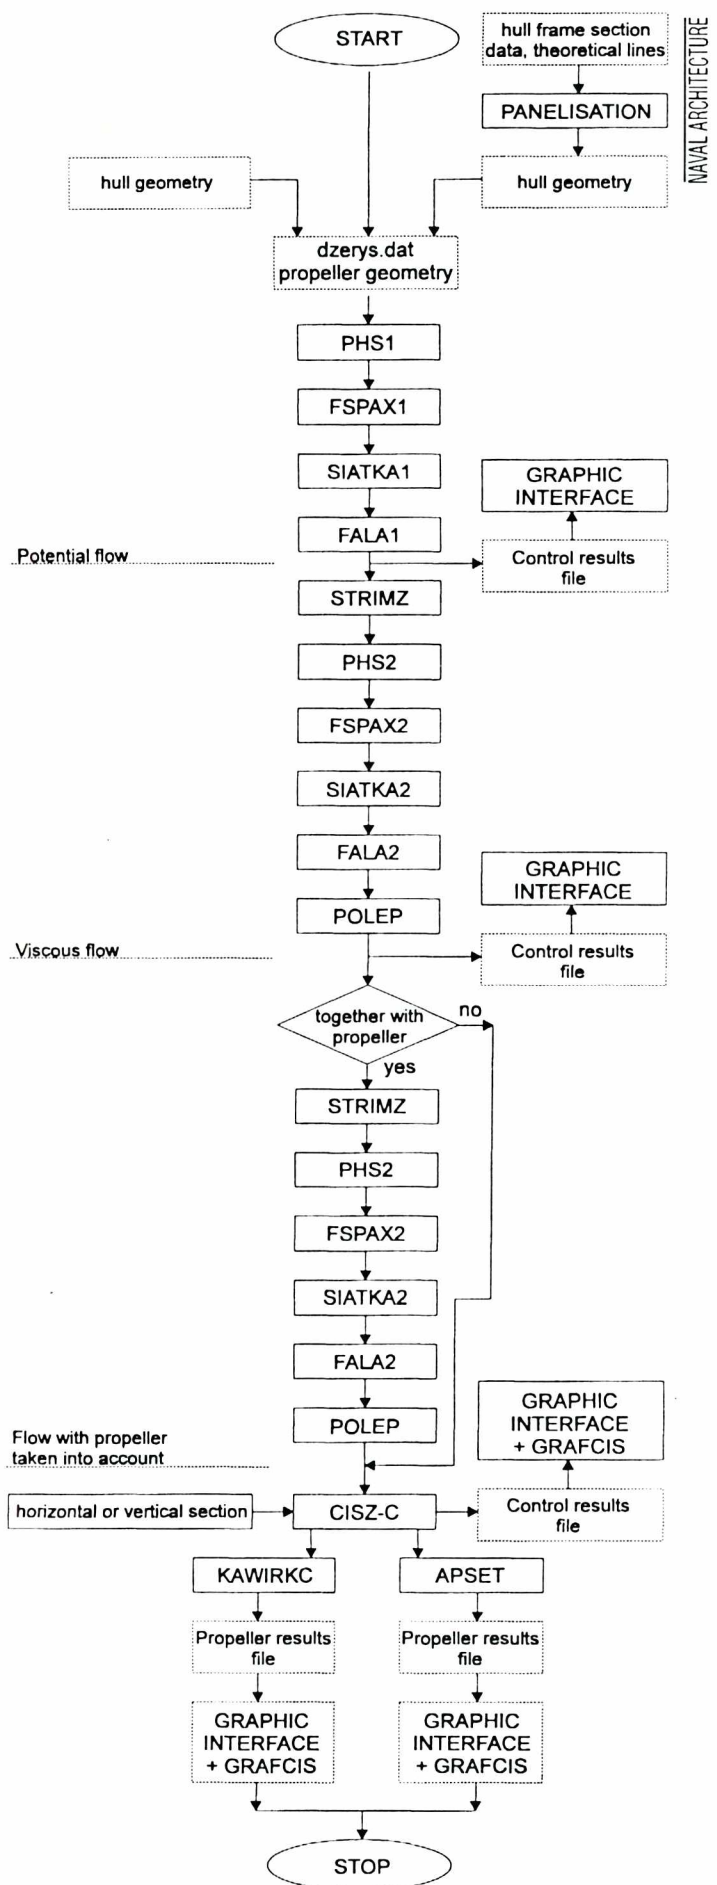 START
hull frame section
data, theoretical lines
NAVAL ARCHITECTURE
PANELISATION
hull geometry
hull geometry
dzerys.dat
propeller geometry
PHS1
FSPAX1
SIATKA1
GRAPHIC
INTERFACE
FALA1
Potential flow
Control results
file
STRIMZ
PHS2
FSPAX2
SIATKA2
FALA2
GRAPHIC
INTERFACE
POLEP
Viscous flow
Control results
file
together with
propeller
no
yes
STRIMZ
PHS2
FSPAX2
SIATKA2
FALA2
GRAPHIC
INTERFACE
+ GRAFCIS
POLEP
Flow with propeller
taken into account
horizontal or vertical section
CISZ-C
Control results
file
KAWIRKC
APSET
Propeller results
file
Propeller results
file
GRAPHIC
INTERFACE
+ GRAFCIS
GRAPHIC
INTERFACE
+ GRAFCIS
STOP